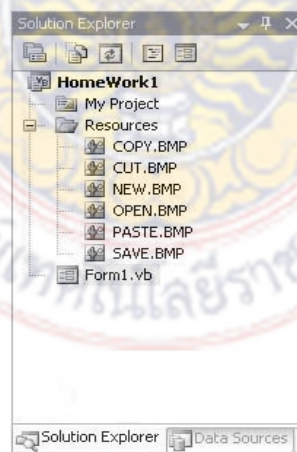 Solution Explorer
VB
HomeWork1
My Project
Resources
COPY.BMP
CUT.BMP
NEW.BMP
OPEN.BMP
PASTE.BMP
SAVE.BMP
Form1.vb
Solution Explorer Data Sources